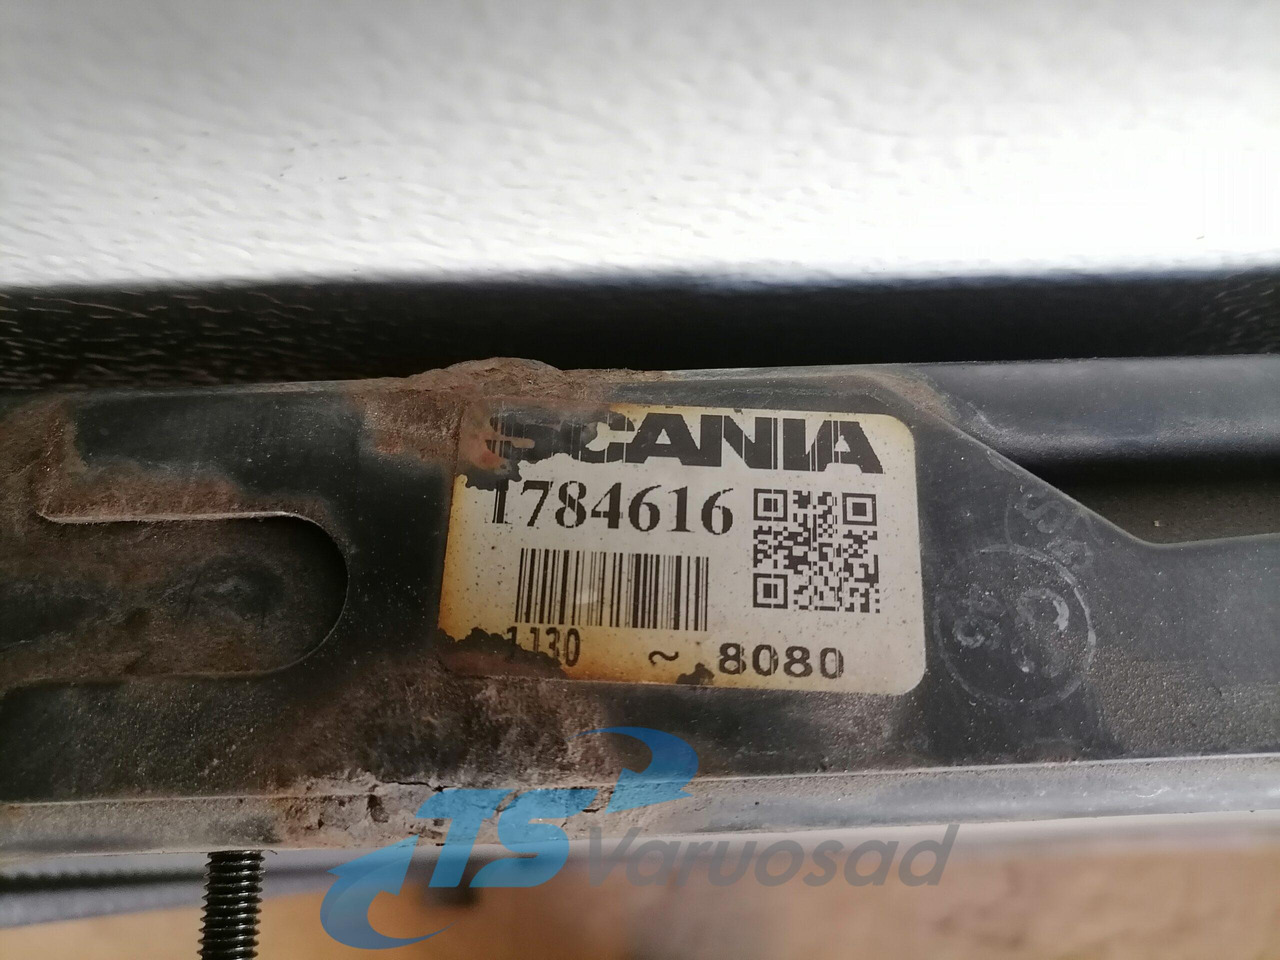 SCANIA
1784616
1130 ~ 8080
TS
Varuosad